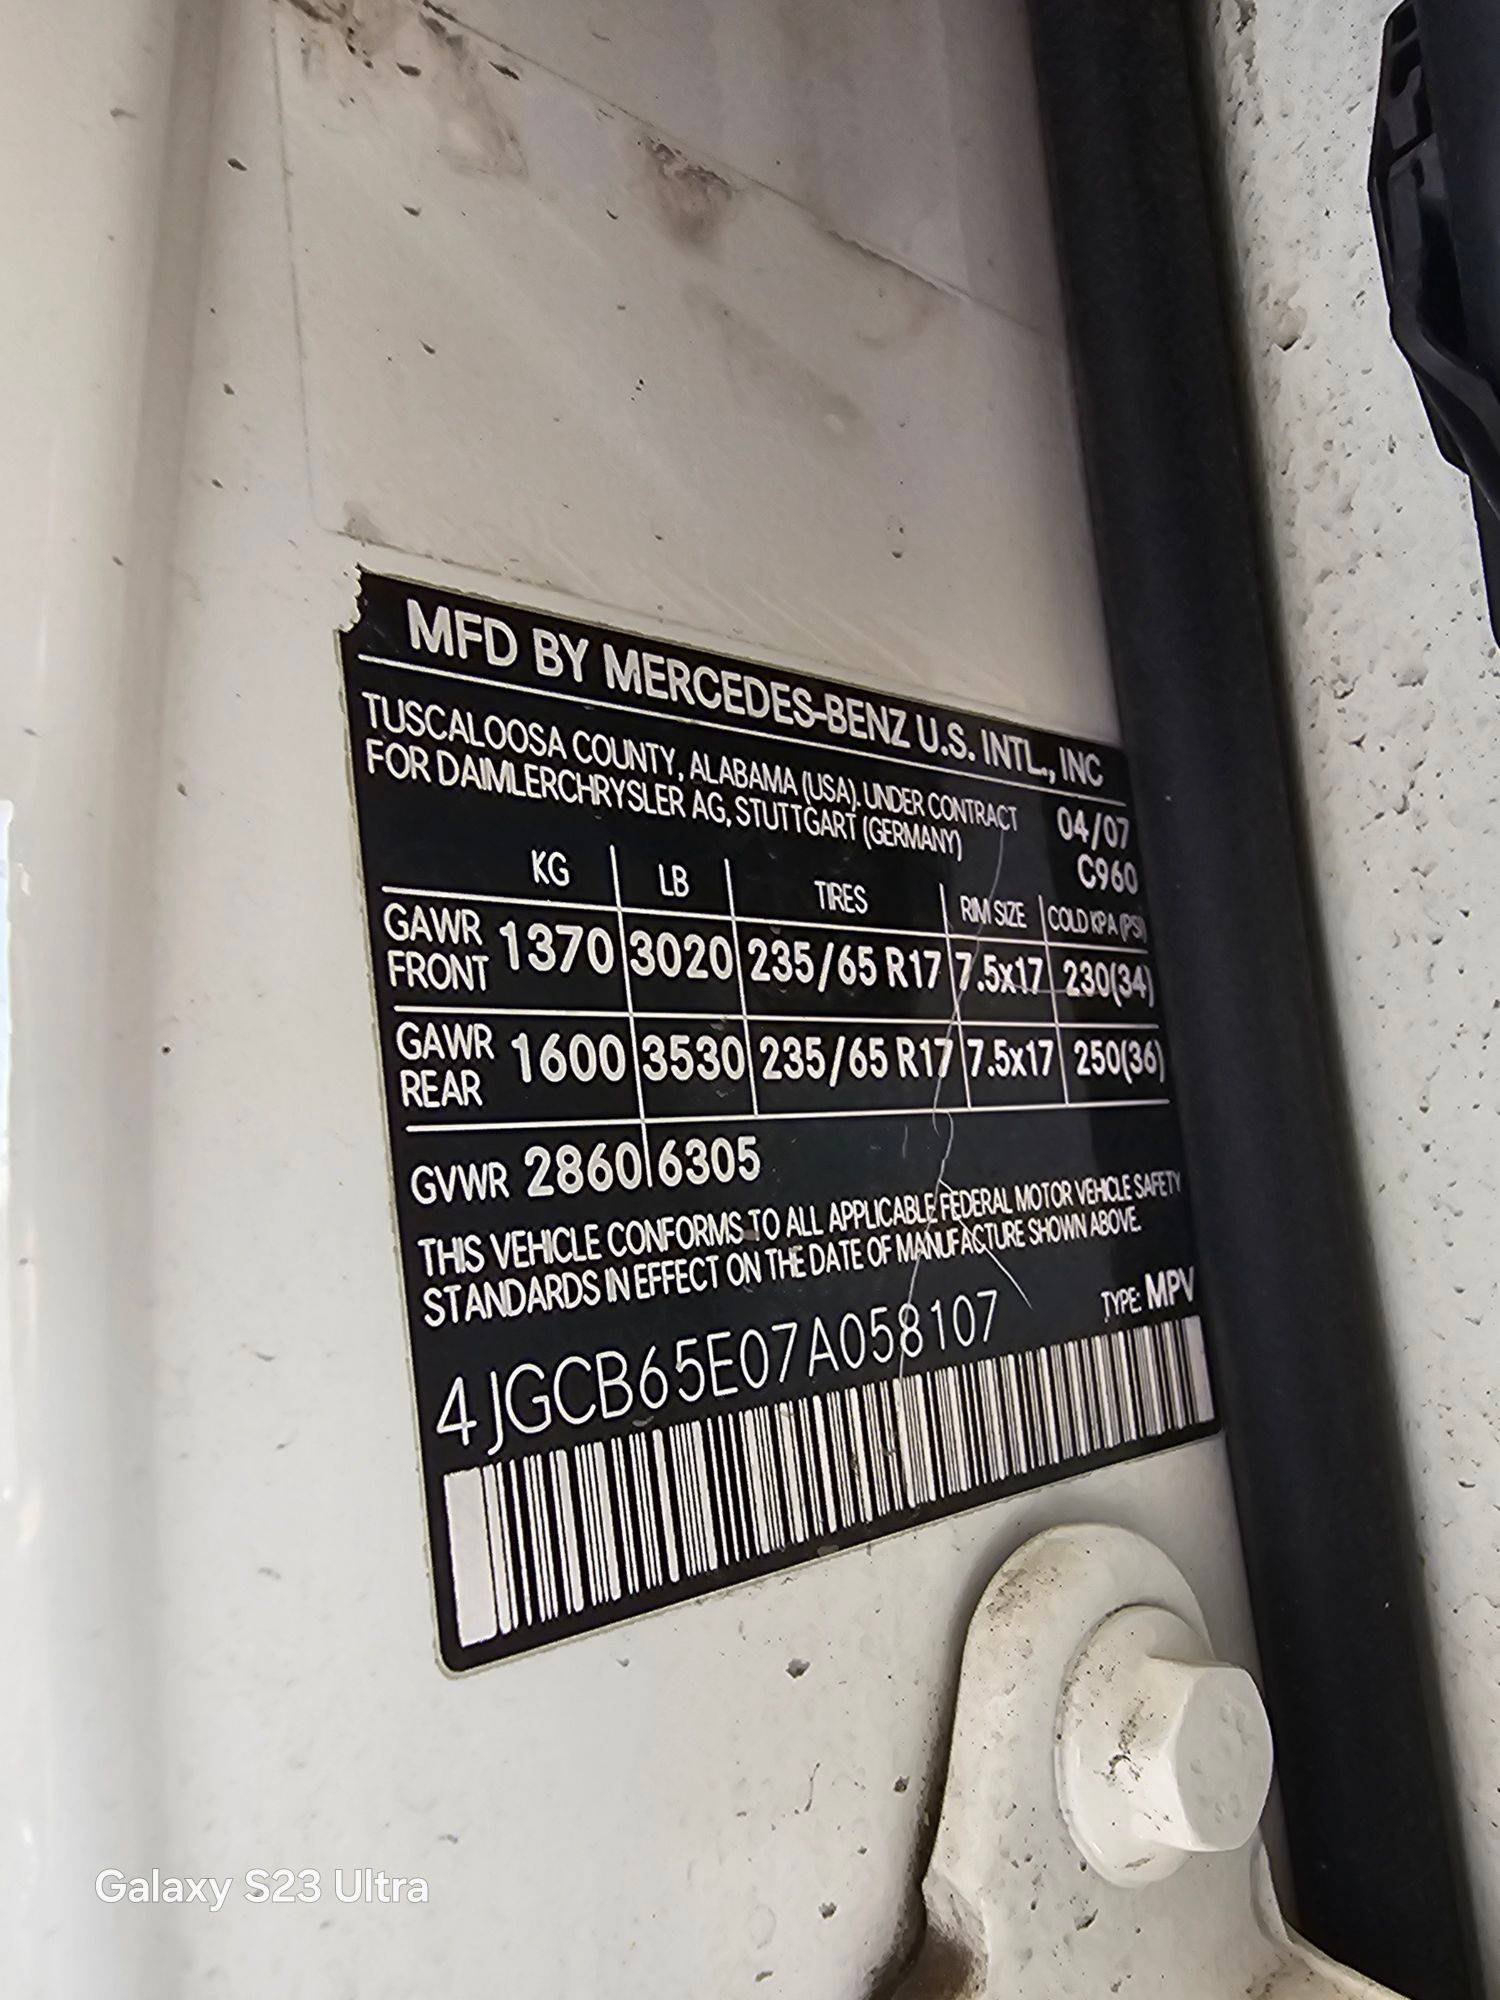 MFD BY MERCEDES-BENZ U.S. INTL., INC
TUSCALOOSA COUNTY, ALABAMA (USA). UNDER CONTRACT
FOR DAIMLERCHRYSLER AG, STUTTGART (GERMANY)
04/07
C960
KG LB TIRES RIM SIZE COLD KPA (PSI)
GAWR FRONT 1370 3020 235/65 R17 7.5x17 230(34)
GAWR REAR 1600 3530 235/65 R17 7.5x17 250(36)
GVWR 2860 6305
THIS VEHICLE CONFORMS TO ALL APPLICABLE FEDERAL MOTOR VEHICLE SAFETY
STANDARDS IN EFFECT ON THE DATE OF MANUFACTURE SHOWN ABOVE.
4JGCB65E07A058107 TYPE: MPV
Galaxy S23 Ultra